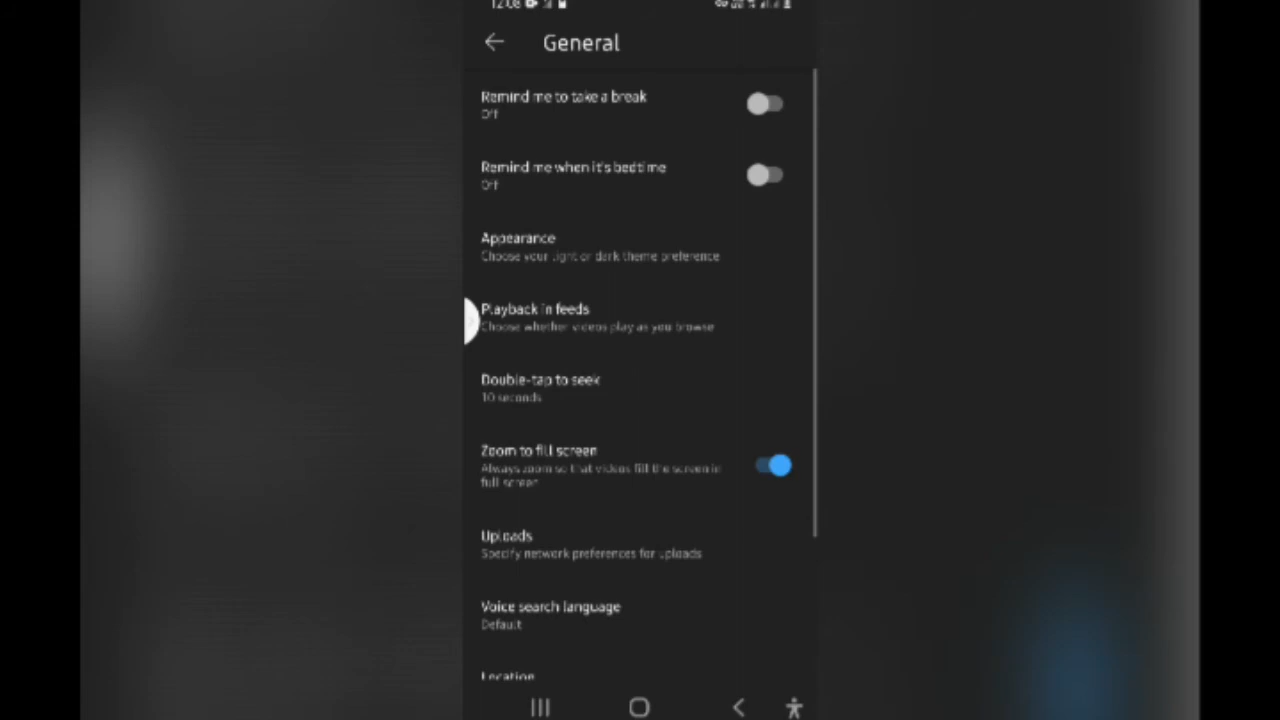 12:08
General
Remind me to take a break
Off
Remind me when it's bedtime
Off
Appearance
Choose your light or dark theme preference
Playback in feeds
Choose whether videos play as you browse
Double-tap to seek
10 seconds
Zoom to fill screen
Always zoom so that videos fill the screen in
full screen
Uploads
Specify network preferences for uploads
Voice search language
Default
Location